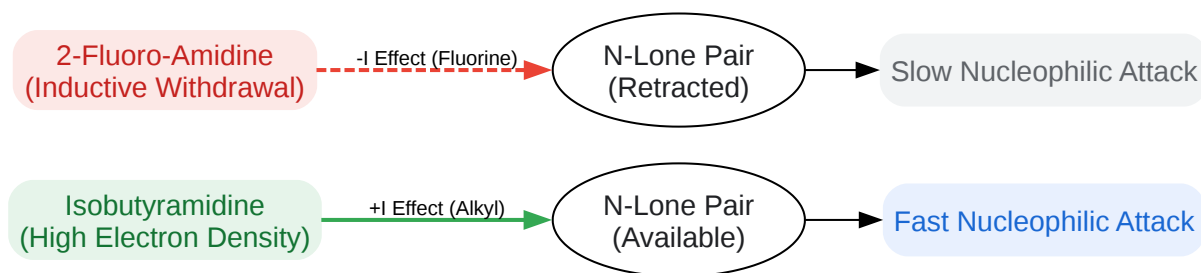 2-Fluoro-Amidine
(Inductive Withdrawal)
-I Effect (Fluorine)
N-Lone Pair
(Retracted)
Slow Nucleophilic Attack
Isobutyramidine
(High Electron Density)
+I Effect (Alkyl)
N-Lone Pair
(Available)
Fast Nucleophilic Attack